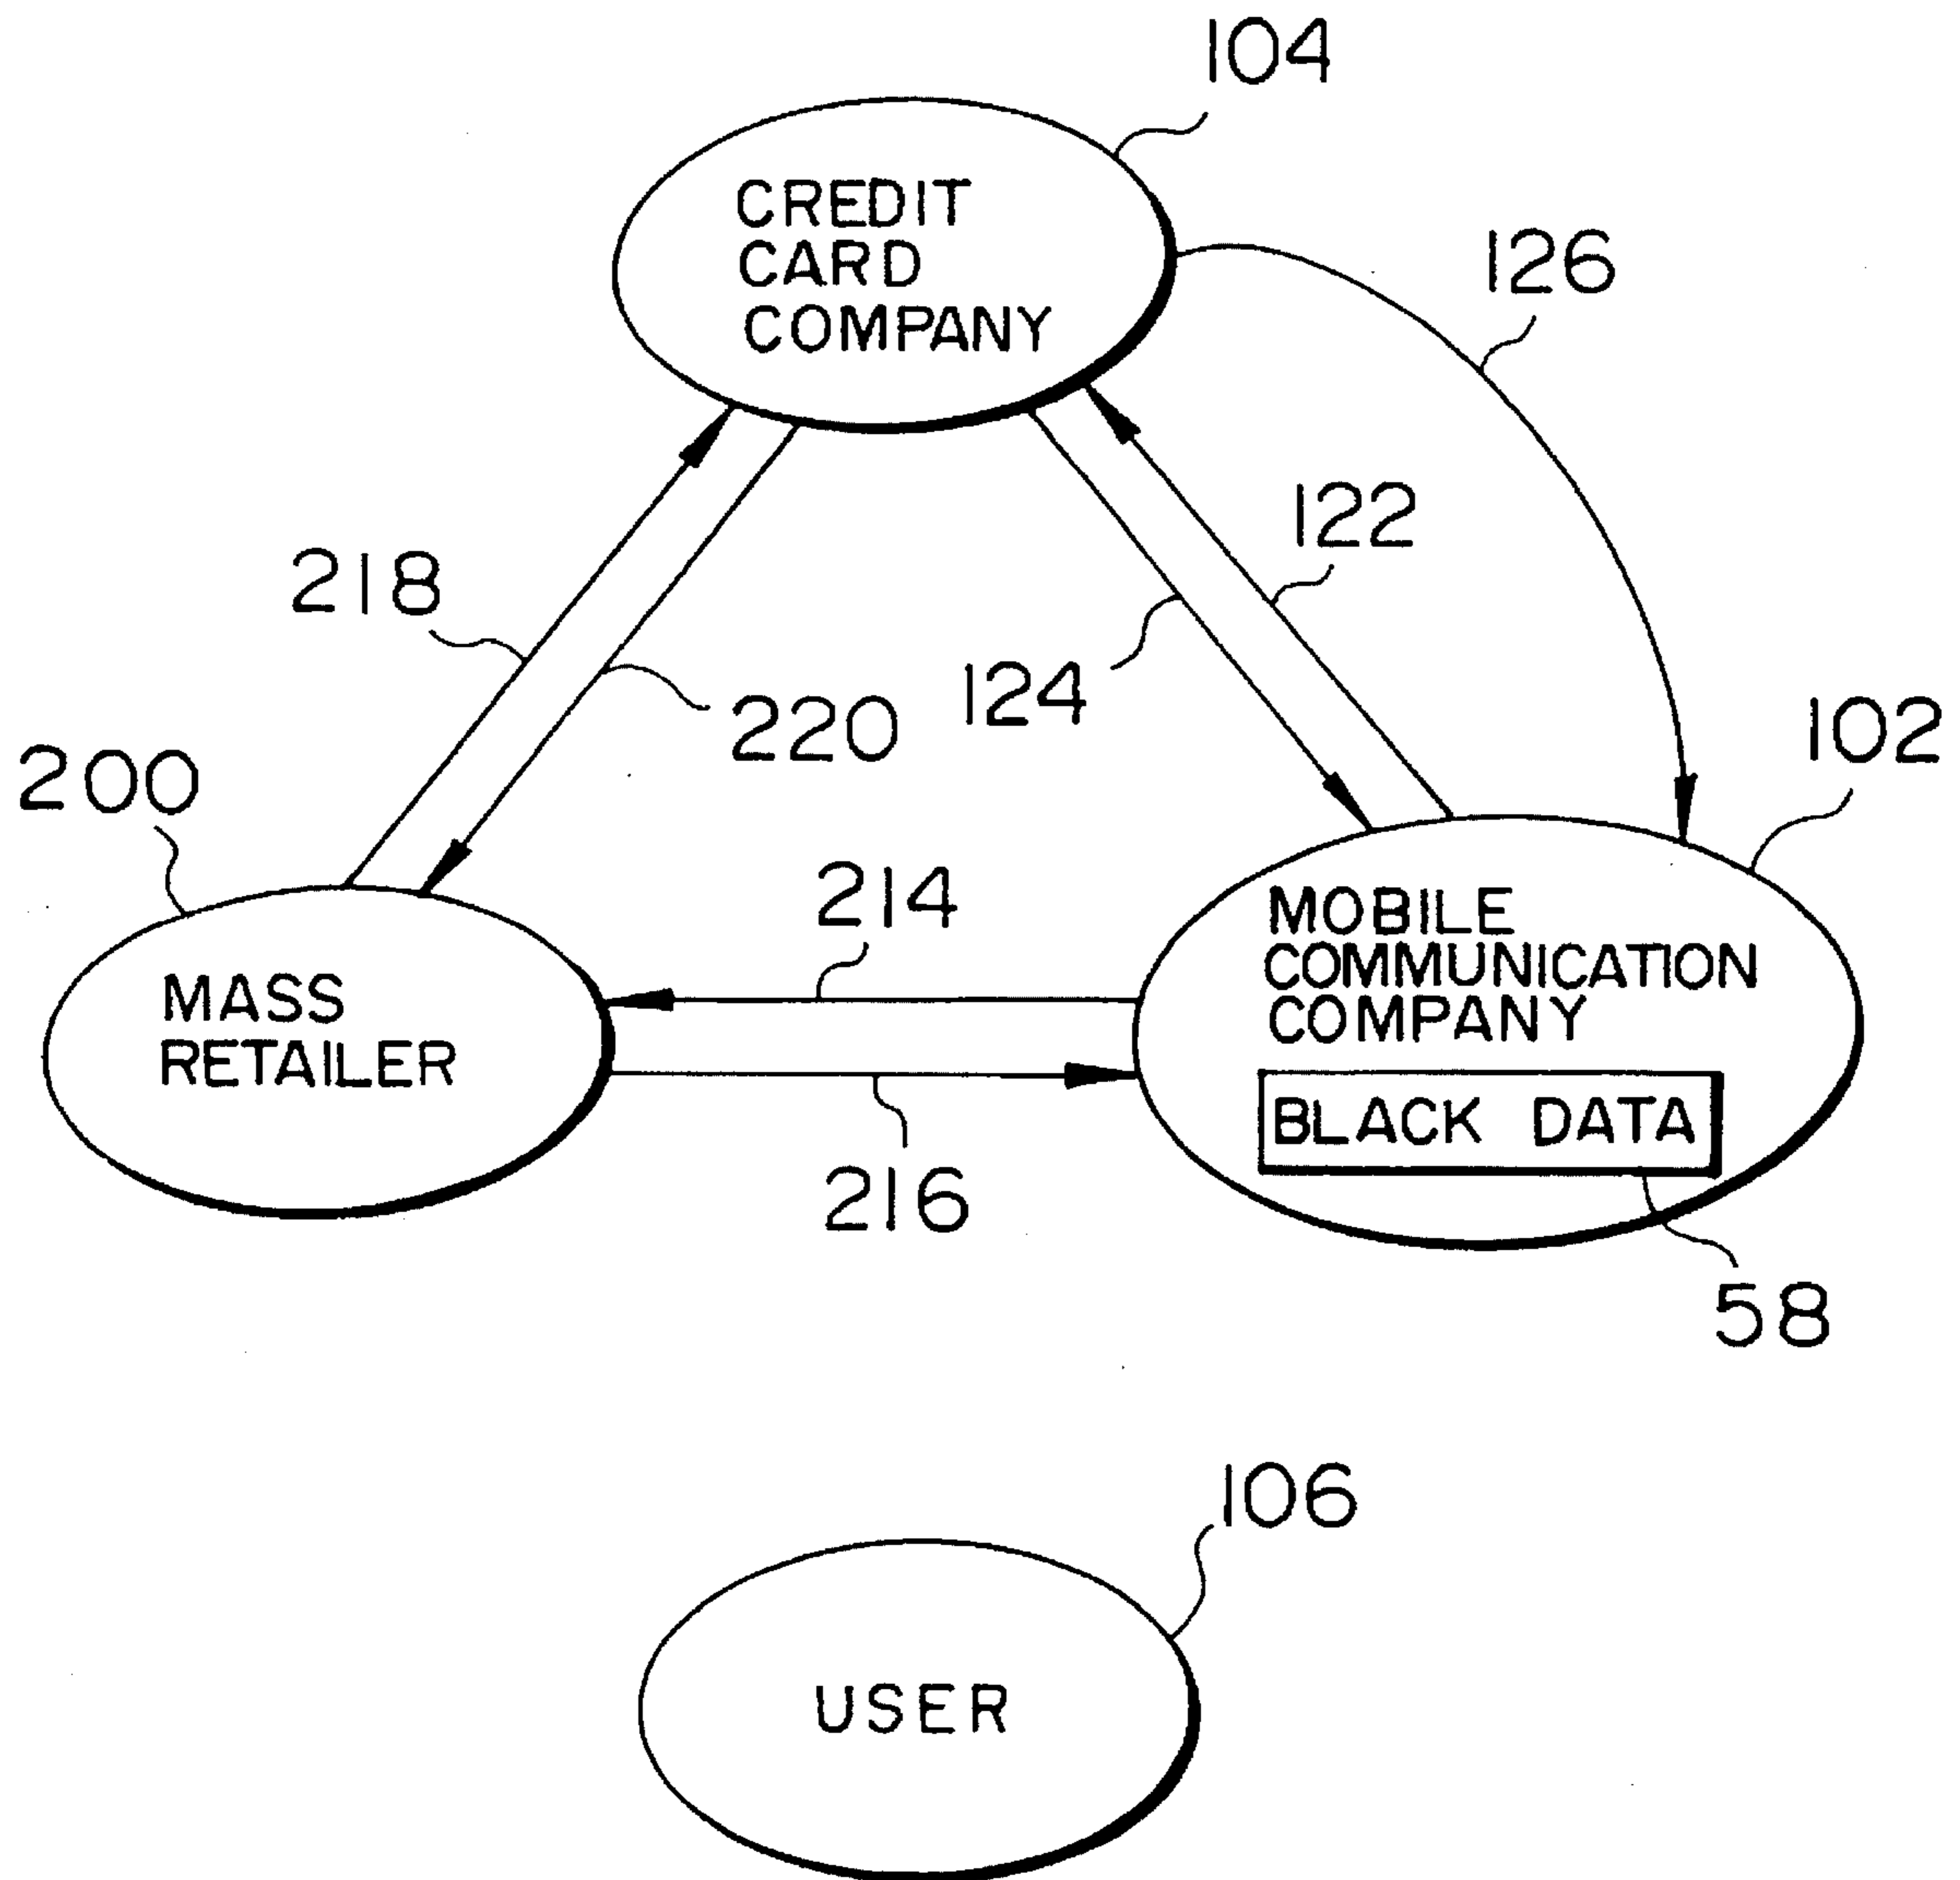 104
CREDIT
CARD
COMPANY
126
122
218
124
220
102
200
214
MOBILE
COMMUNICATION
COMPANY
MASS
RETAILER
BLACK DATA
216
58
106
USER